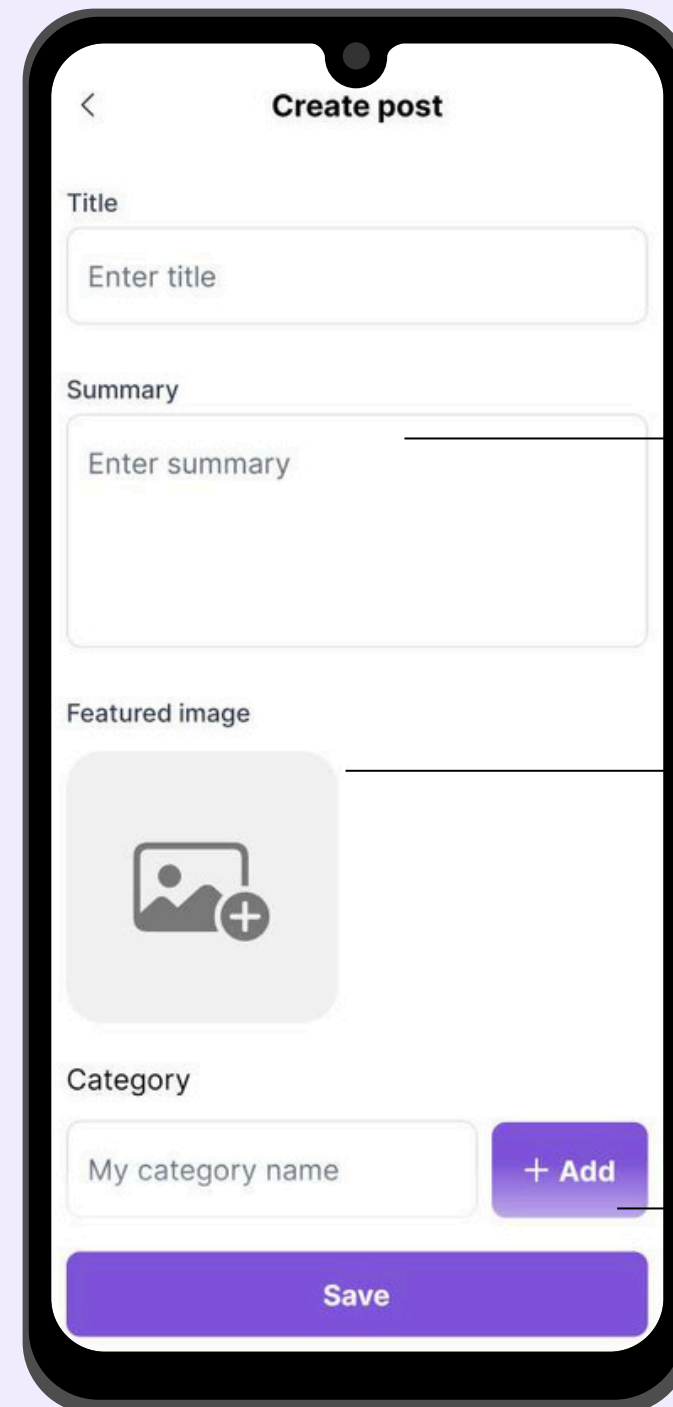 Create post
Title
Enter title
Summary
Enter summary
Featured image
Category
My category name
+ Add
Save